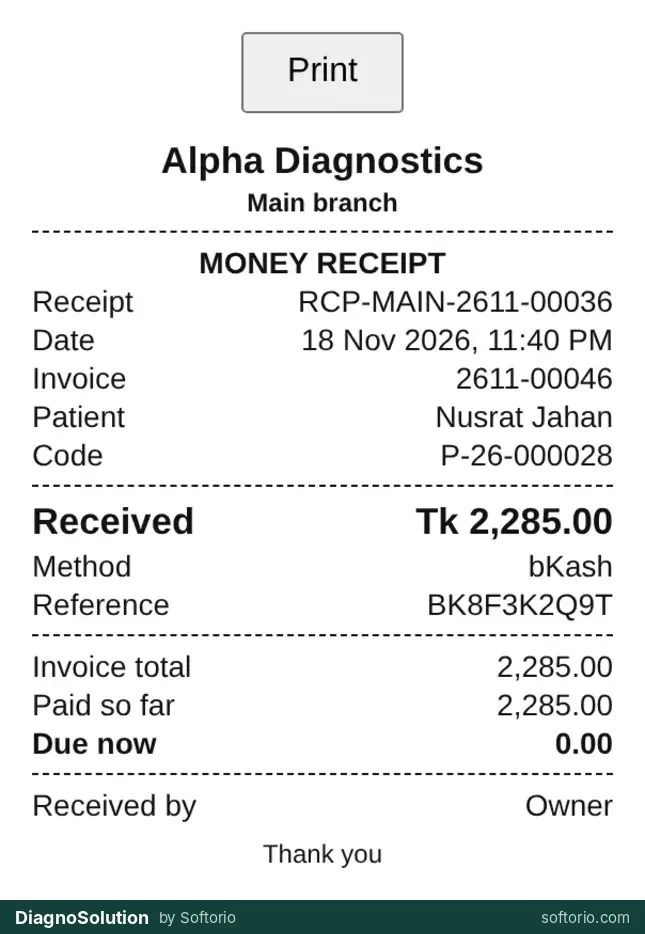 Print
Alpha Diagnostics
Main branch
MONEY RECEIPT
Receipt RCP-MAIN-2611-00036
Date 18 Nov 2026, 11:40 PM
Invoice 2611-00046
Patient Nusrat Jahan
Code P-26-000028
Received Tk 2,285.00
Method bKash
Reference BK8F3K2Q9T
Invoice total 2,285.00
Paid so far 2,285.00
Due now 0.00
Received by Owner
Thank you
DiagnoSolution by Softorio softorio.com